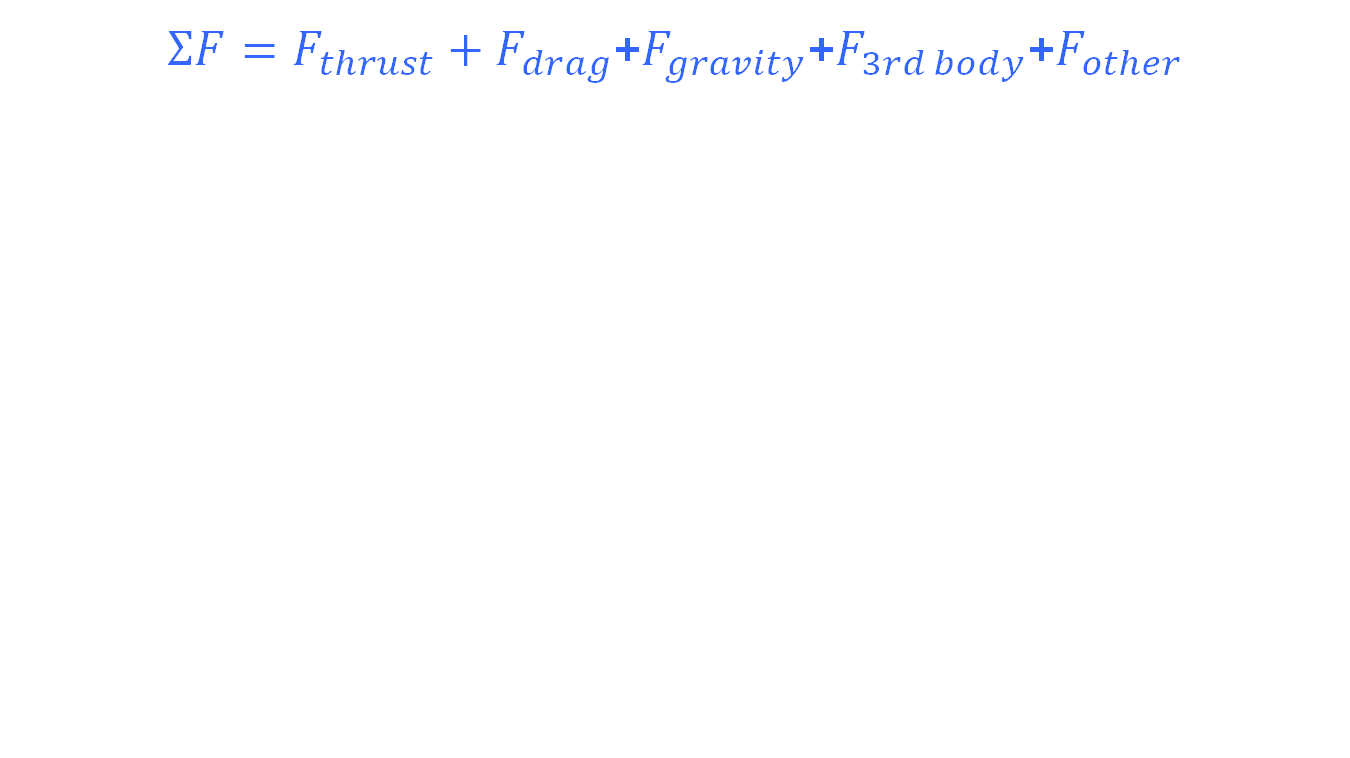 ΣF = F_thrust + F_drag+F_gravity+F_3rd body+F_other